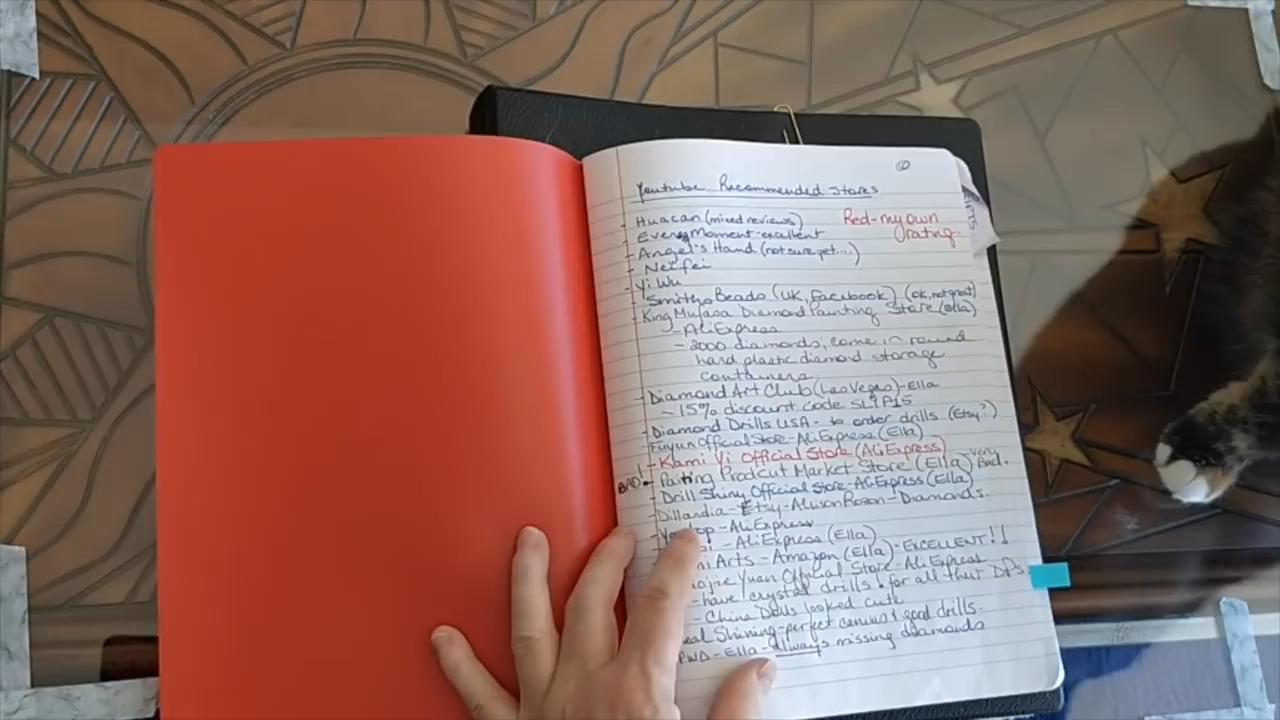 Youtube Recommended Stores
Red-my own
rating
- Huacan (mixed reviews)
- Every Moment-excellent
- Angel's Hand (not sure yet....)
- Neifei
- Yi Wu
- Smiths Beads (UK, Facebook) (ok, not great)
- King Mufasa Diamond Painting Store (Ella)
- AliExpress
- 2000 diamonds, come in round
hard plastic diamond storage
containers.
- Diamond Art Club (Las Vegas)-Ella
- 15% discount code
- Diamond Drills USA - to order drills (Etsy?)
- Fuyun Official Store-AliExpress (Ella)
- Kami Yi Official Store (AliExpress)
BAD! - Painting Prodcut Market Store (Ella) very Bad.
- Drill Shiny Official Store-AliExpress (Ella)
- Dillardia-Etsy-Allison Rozon-Diamonds.
- AliExpress
- AliExpress (Ella)
Arts - Amazon (Ella)-EXCELLENT!!
Yuan Official Store-AliExpress
- have crystal drills for all their DPs
- China Dolls looked cute
Shining-perfect canvas + good drills.
PWD-Ella-always missing diamonds